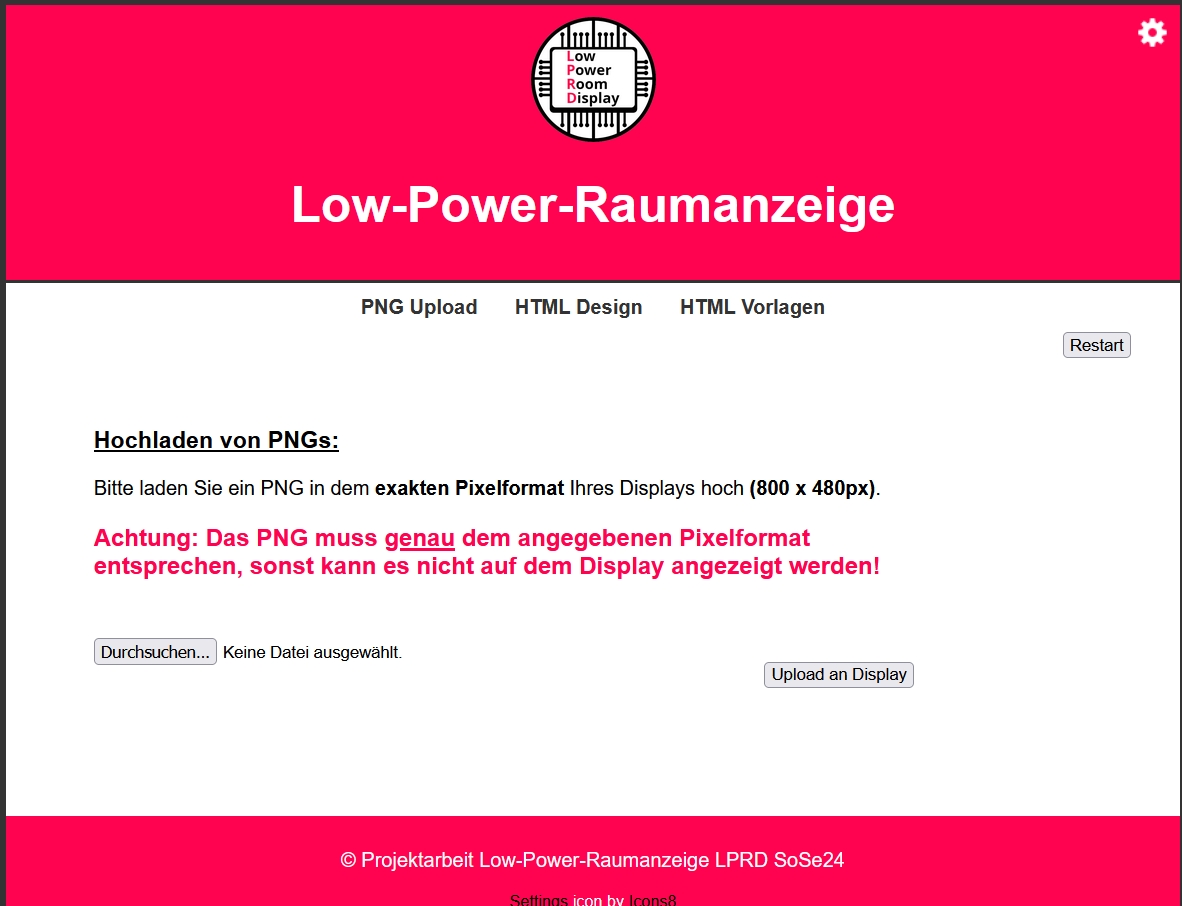 Low
Power
Room
Display
Low-Power-Raumanzeige
PNG Upload HTML Design HTML Vorlagen
Restart
Hochladen von PNGs:
Bitte laden Sie ein PNG in dem exakten Pixelformat Ihres Displays hoch (800 x 480px).
Achtung: Das PNG muss genau dem angegebenen Pixelformat
entsprechen, sonst kann es nicht auf dem Display angezeigt werden!
Durchsuchen... Keine Datei ausgewählt.
Upload an Display
© Projektarbeit Low-Power-Raumanzeige LPRD SoSe24
Settings icon by Icons8